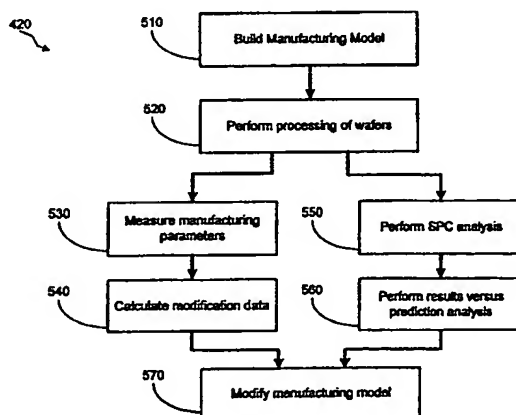 420
510
Build Manufacturing Model
520
Perform processing of wafers
530
Measure manufacturing
parameters
550
Perform SPC analysis
540
Calculate modification data
560
Perform results versus
prediction analysis
570
Modify manufacturing model